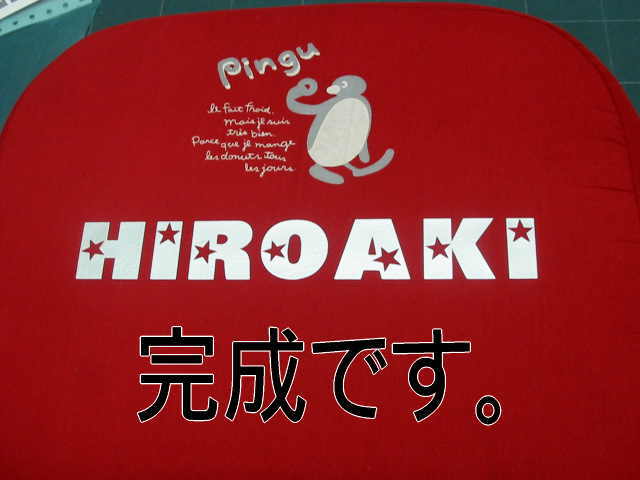 Pingu
le fait froid.
mais je suis
très bien.
Parce que je mange
les donuts tous
les jours.
HIROAKI
完成です。